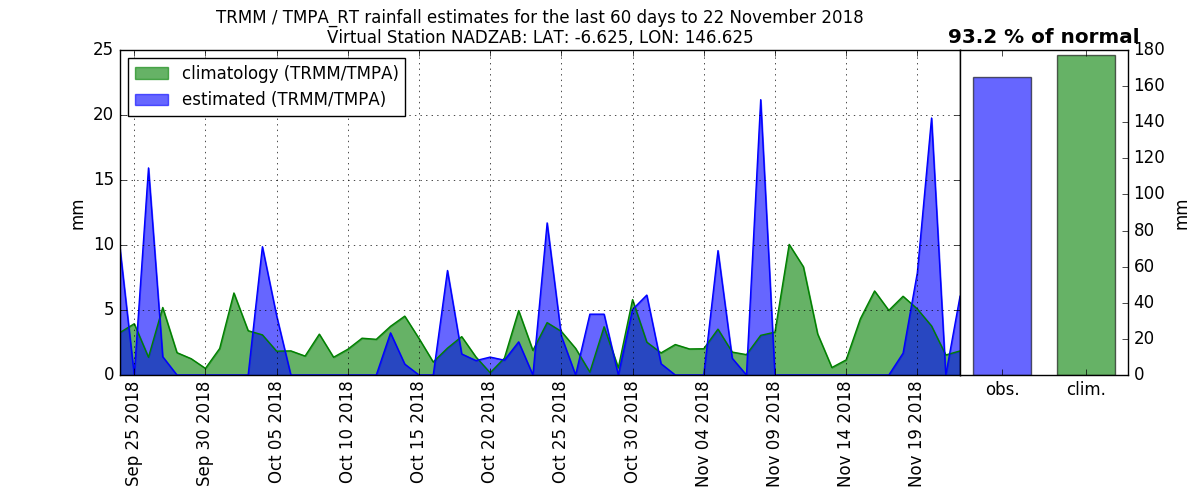 TRMM / TMPA_RT rainfall estimates for the last 60 days to 22 November 2018
Virtual Station NADZAB: LAT: -6.625, LON: 146.625
93.2 % of normal
climatology (TRMM/TMPA)
estimated (TRMM/TMPA)
25
20
15
10
5
0
mm
Sep 25 2018
Sep 30 2018
Oct 05 2018
Oct 10 2018
Oct 15 2018
Oct 20 2018
Oct 25 2018
Oct 30 2018
Nov 04 2018
Nov 09 2018
Nov 14 2018
Nov 19 2018
obs.
clim.
180
160
140
120
100
80
60
40
20
0
mm